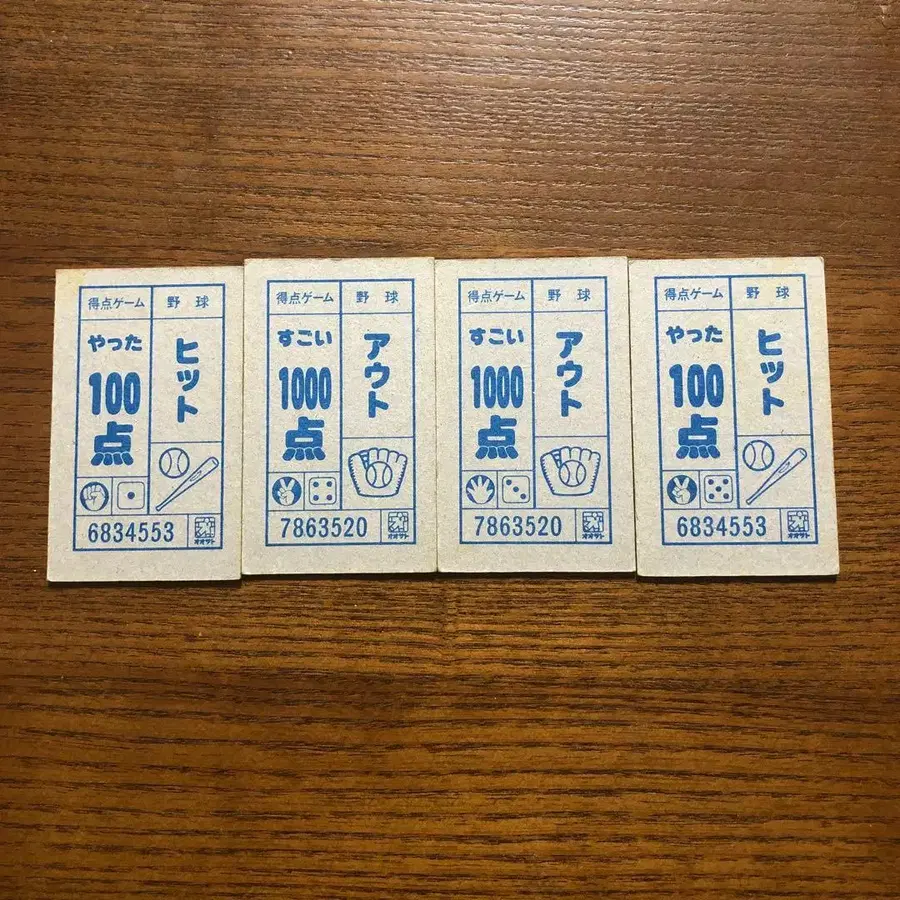 得点ゲーム
野球
やった
100
点
ヒット
6834553
オオサト
得点ゲーム
野球
すごい
1000
点
アウト
7863520
オオサト
得点ゲーム
野球
すごい
1000
点
アウト
7863520
オオサト
得点ゲーム
野球
やった
100
点
ヒット
6834553
オオサト